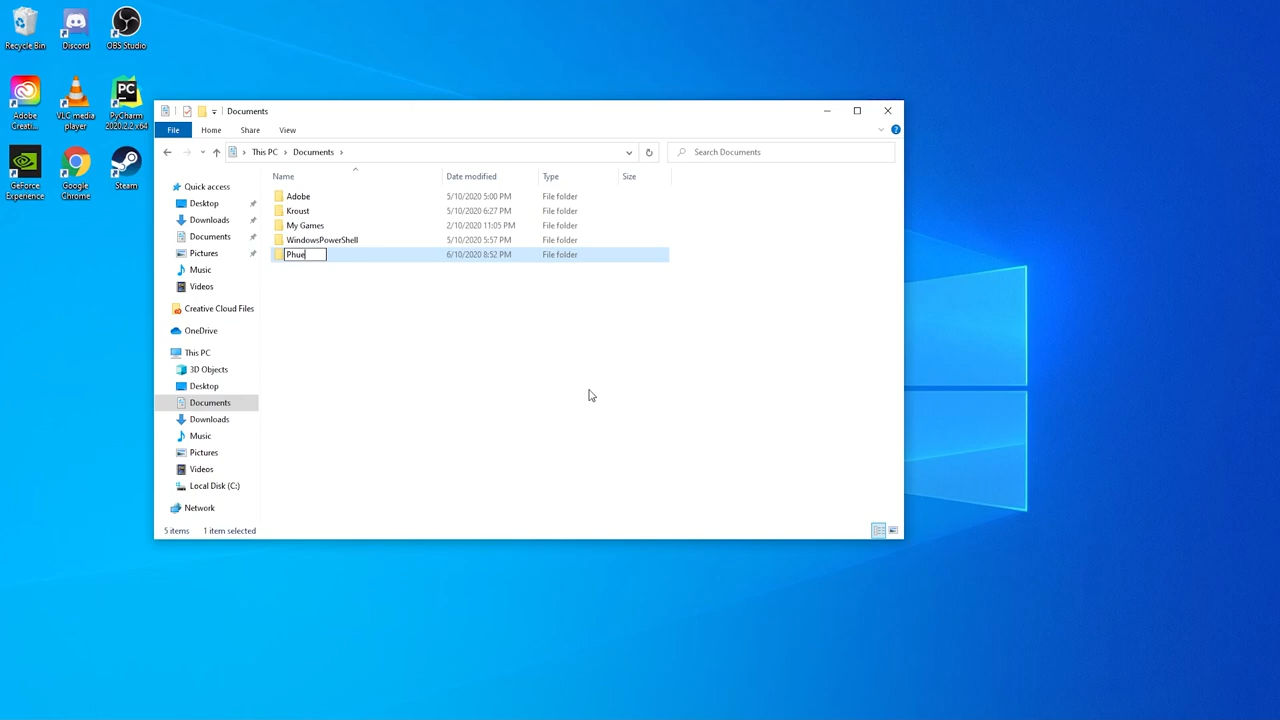 Recycle Bin
Discord
OBS Studio
Adobe Creati...
VLC media player
PC
PyCharm 2020.2.2 x64
GeForce Experience
Google Chrome
Steam
Documents
File Home Share View
This PC Documents
Search Documents
Name Date modified Type Size
Adobe 5/10/2020 5:00 PM File folder
Kroust 5/10/2020 6:27 PM File folder
My Games 2/10/2020 11:05 PM File folder
WindowsPowerShell 5/10/2020 5:57 PM File folder
Phue 6/10/2020 8:52 PM File folder
Quick access
Desktop
Downloads
Documents
Pictures
Music
Videos
Creative Cloud Files
OneDrive
This PC
3D Objects
Desktop
Documents
Downloads
Music
Pictures
Videos
Local Disk (C:)
Network
5 items 1 item selected